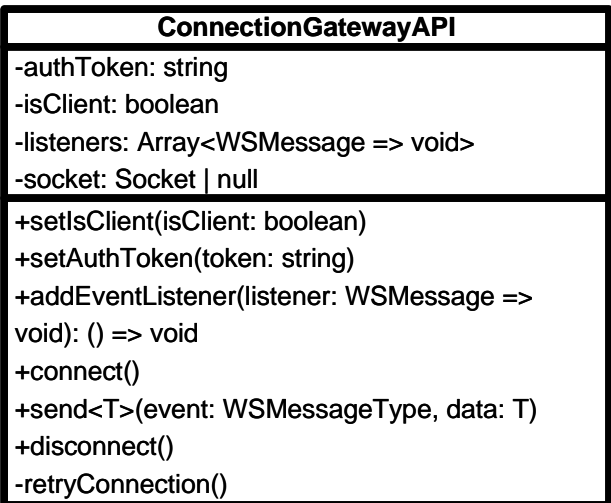 ConnectionGatewayAPI
-authToken: string
-isClient: boolean
-listeners: Array<WSMessage => void>
-socket: Socket | null
+setIsClient(isClient: boolean)
+setAuthToken(token: string)
+addEventListener(listener: WSMessage =>
void): () => void
+connect()
+send<T>(event: WSMessageType, data: T)
+disconnect()
-retryConnection()